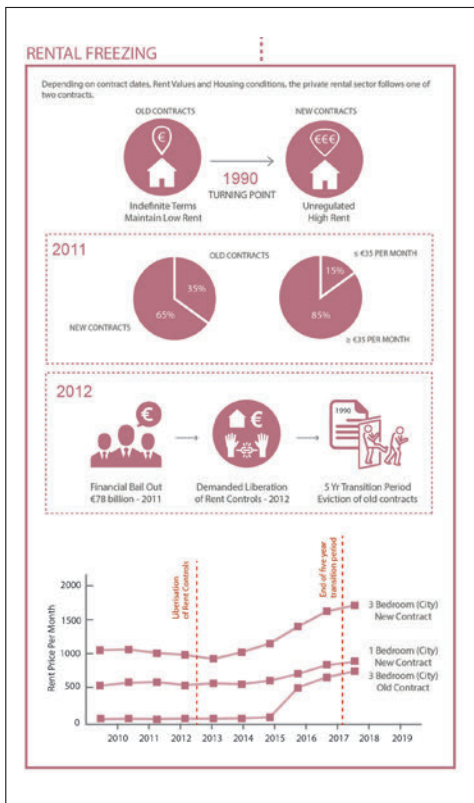 RENTAL FREEZING
Depending on contract dates, Rent Values and Housing conditions, the private rental sector follows one of
two contracts.
OLD CONTRACTS
NEW CONTRACTS
€
€€€
1990
TURNING POINT
Indefinite Terms
Maintain Low Rent
Unregulated
High Rent
2011
OLD CONTRACTS
≤ €35 PER MONTH
35%
15%
65%
85%
NEW CONTRACTS
≥ €35 PER MONTH
2012
€
€
1990
Financial Bail Out
€78 billion - 2011
Demanded Liberation
of Rent Controls - 2012
5 Yr Transition Period
Eviction of old contracts
Rent Price Per Month
2000
1500
1000
500
0
Liberisation
of Rent Controls
End of five year
transition period
3 Bedroom (City)
New Contract
1 Bedroom (City)
New Contract
3 Bedroom (City)
Old Contract
2010 2011 2012 2013 2014 2015 2016 2017 2018 2019